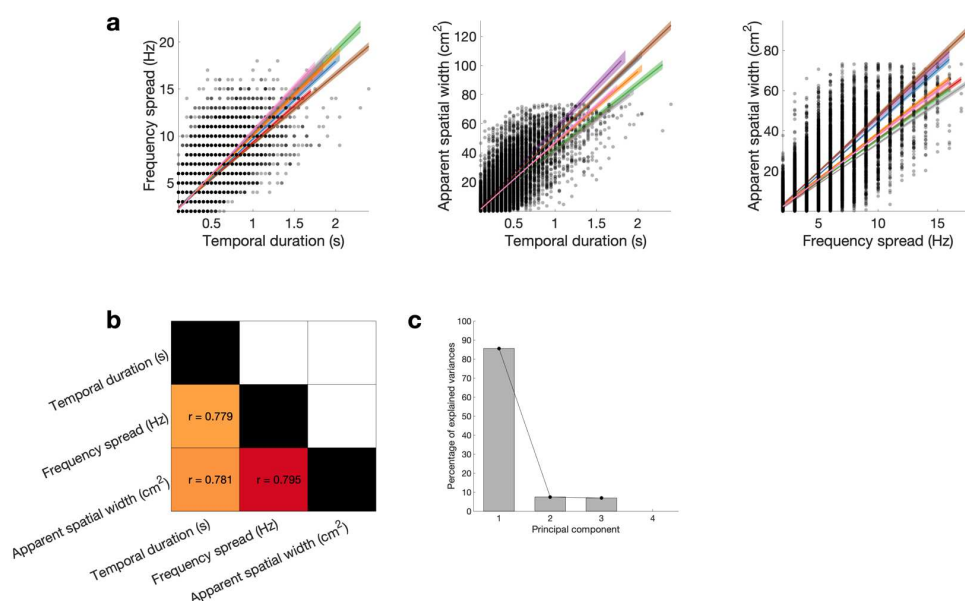 a
Frequency spread (Hz)
20
15
10
5
0.5 1 1.5 2
Temporal duration (s)
Apparent spatial width (cm²)
120
100
80
60
40
20
0.5 1 1.5 2
Temporal duration (s)
Apparent spatial width (cm²)
80
60
40
20
5 10 15
Frequency spread (Hz)
b
Temporal duration (s)
Frequency spread (Hz)
Apparent spatial width (cm²)
r = 0.779
r = 0.781
r = 0.795
Temporal duration (s)
Frequency spread (Hz)
Apparent spatial width (cm²)
c
Percentage of explained variances
100
90
80
70
60
50
40
30
20
10
0
1 2 3 4
Principal component